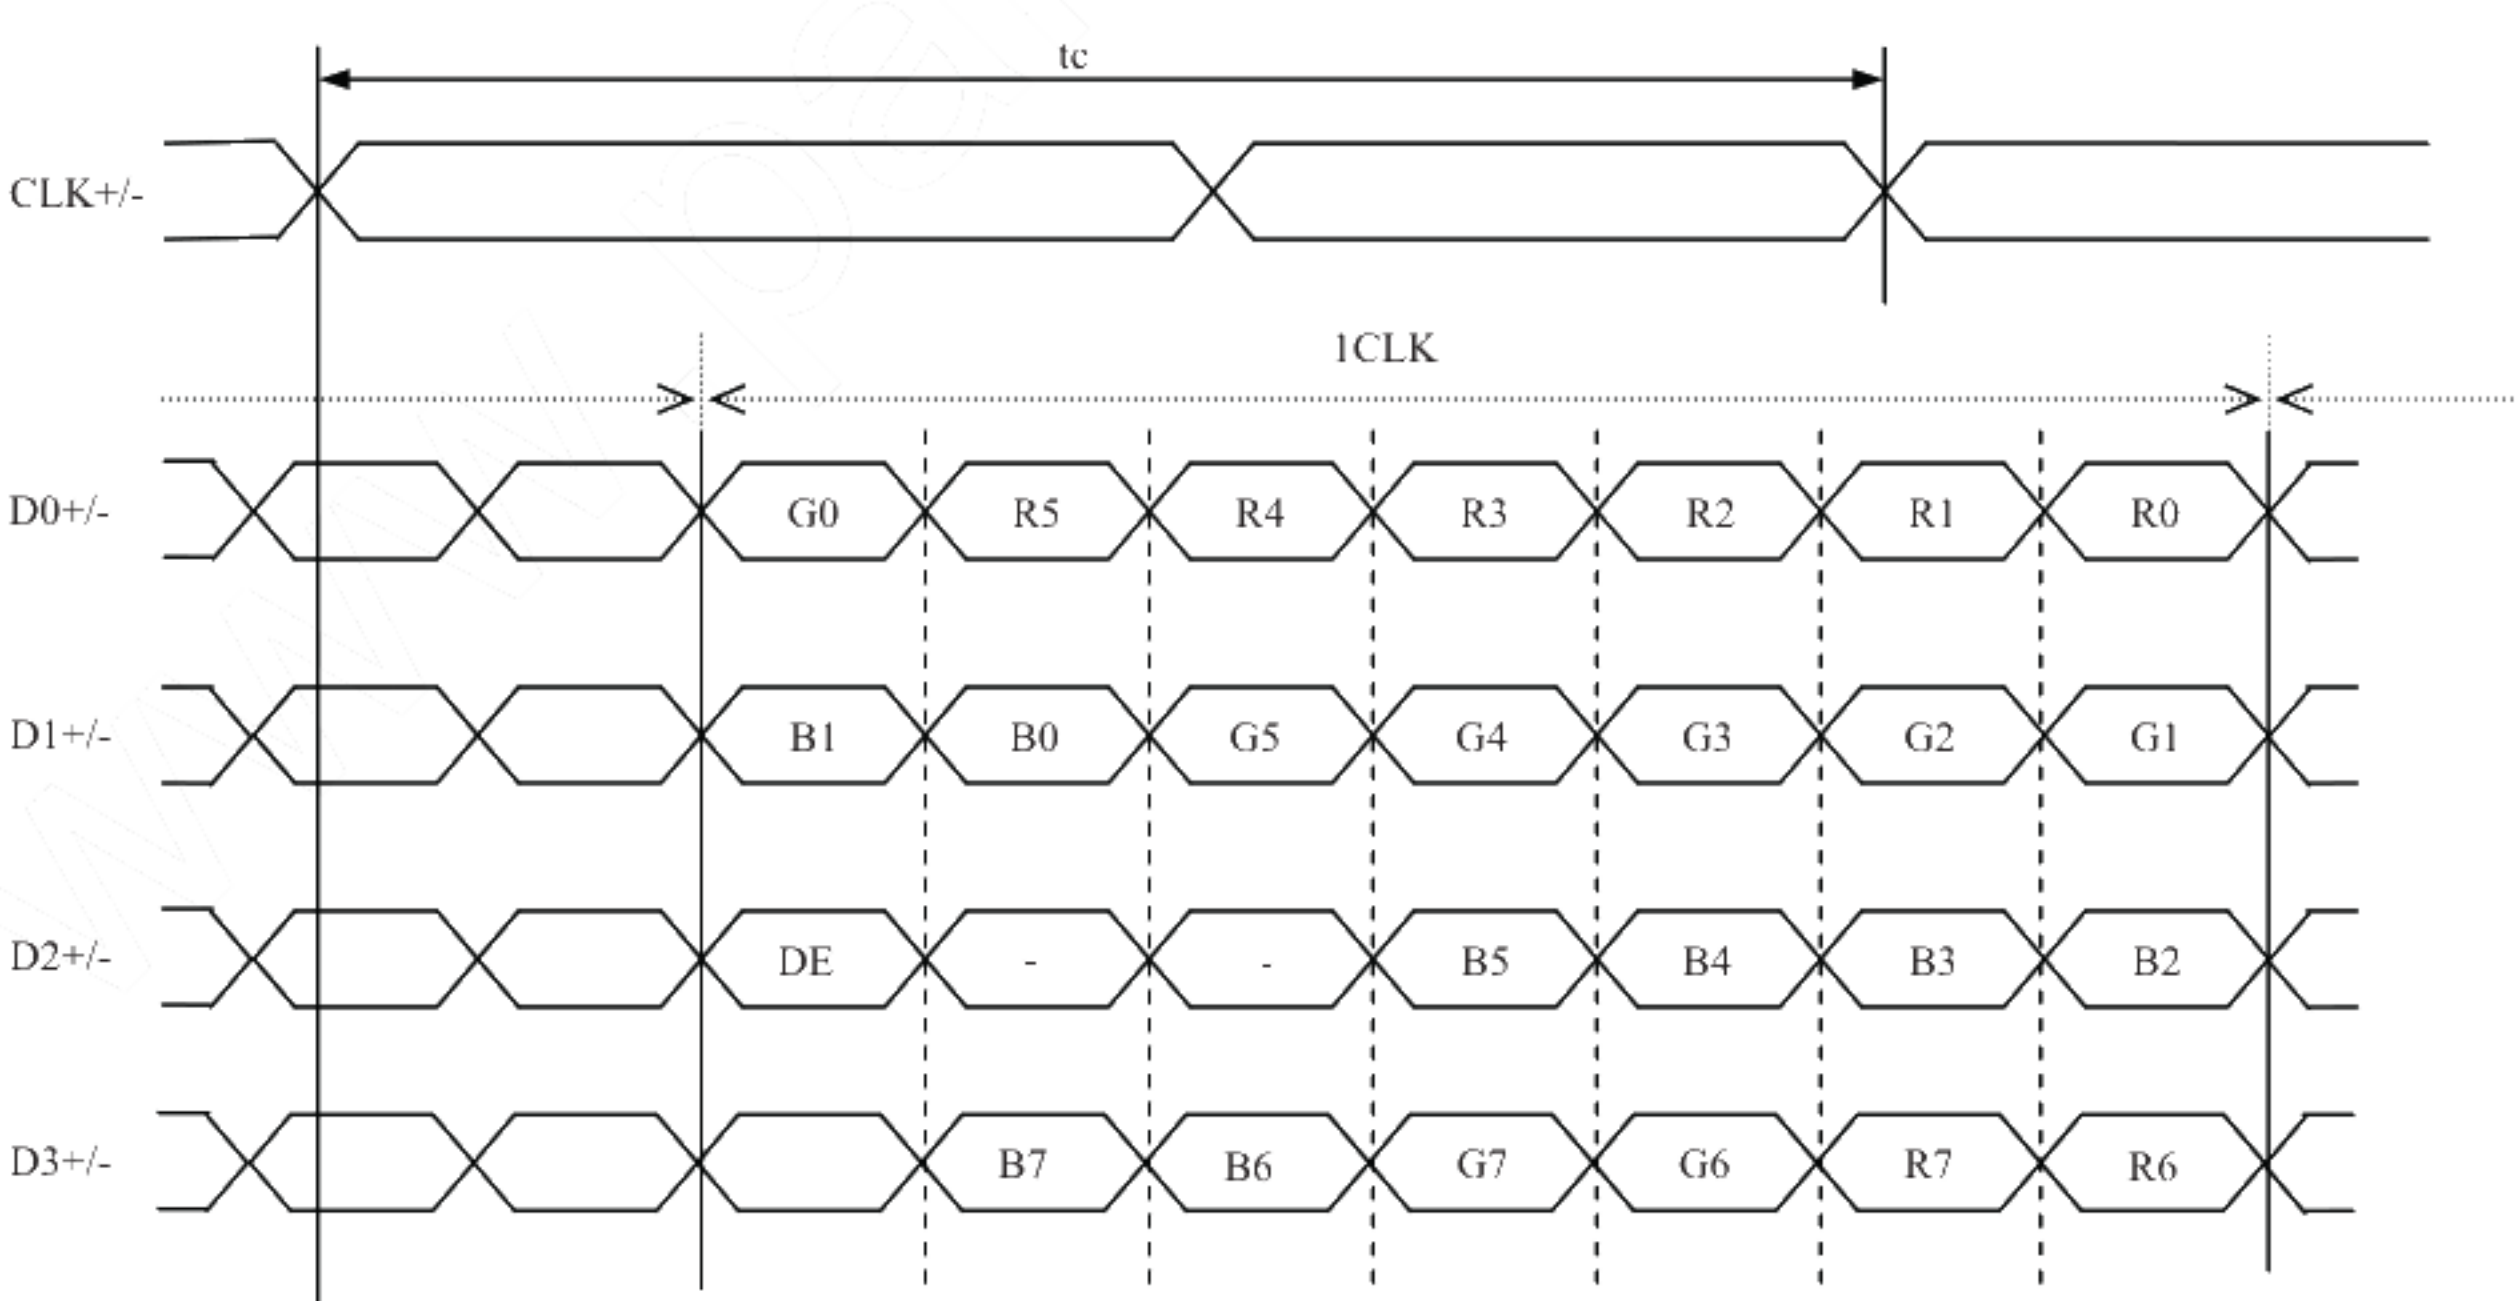 tc
CLK+/-
1CLK
D0+/- G0 R5 R4 R3 R2 R1 R0
D1+/- B1 B0 G5 G4 G3 G2 G1
D2+/- DE - - B5 B4 B3 B2
D3+/- B7 B6 G7 G6 R7 R6